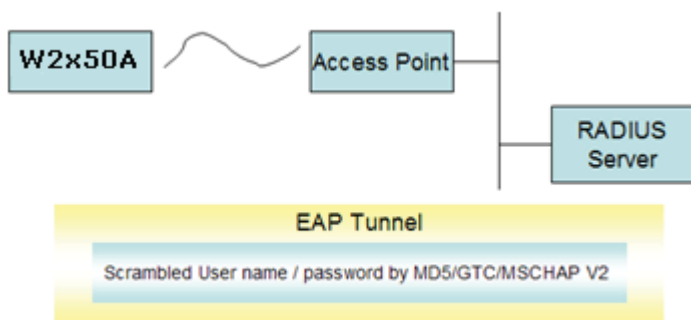 W2x50A
Access Point
RADIUS
Server
EAP Tunnel
Scrambled User name / password by MD5/GTC/MSCHAP V2